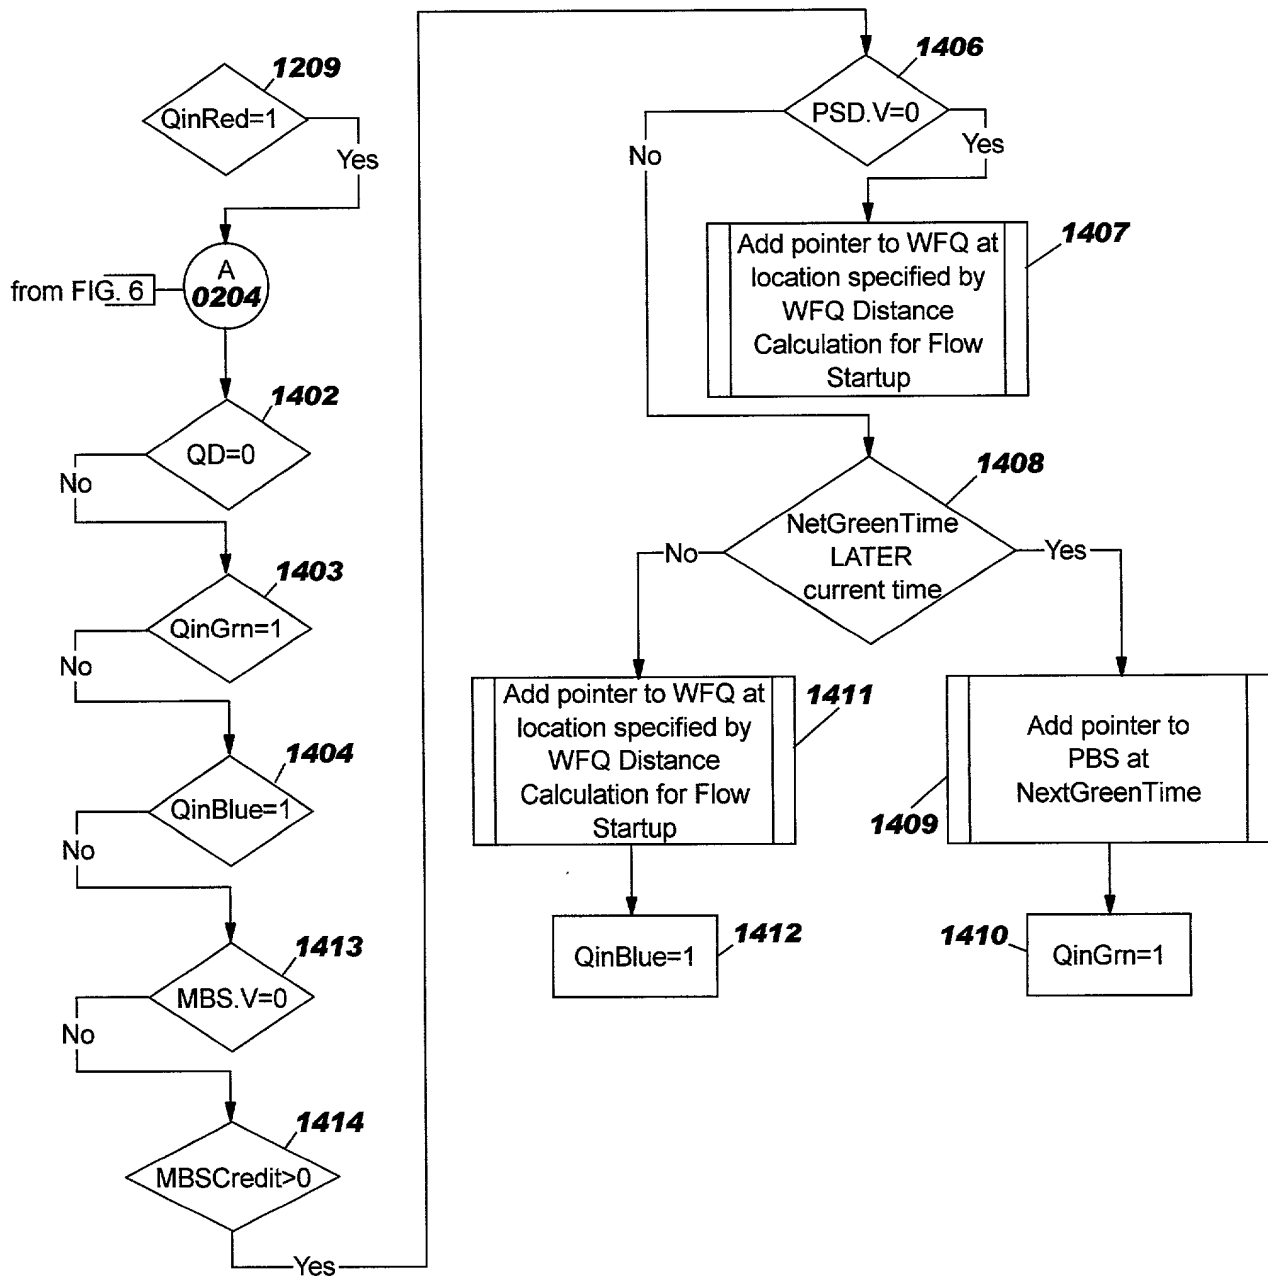 1209
QinRed=1
Yes
A
0204
from FIG. 6
1402
QD=0
No
1403
QinGrn=1
No
1404
QinBlue=1
No
1413
MBS.V=0
No
1414
MBSCredit>0
Yes
1406
PSD.V=0
No
Yes
1407
Add pointer to WFQ at
location specified by
WFQ Distance
Calculation for Flow
Startup
1408
NetGreenTime
LATER
current time
No
Yes
1411
Add pointer to WFQ at
location specified by
WFQ Distance
Calculation for Flow
Startup
1409
Add pointer to
PBS at
NextGreenTime
QinBlue=1
1412
1410
QinGrn=1